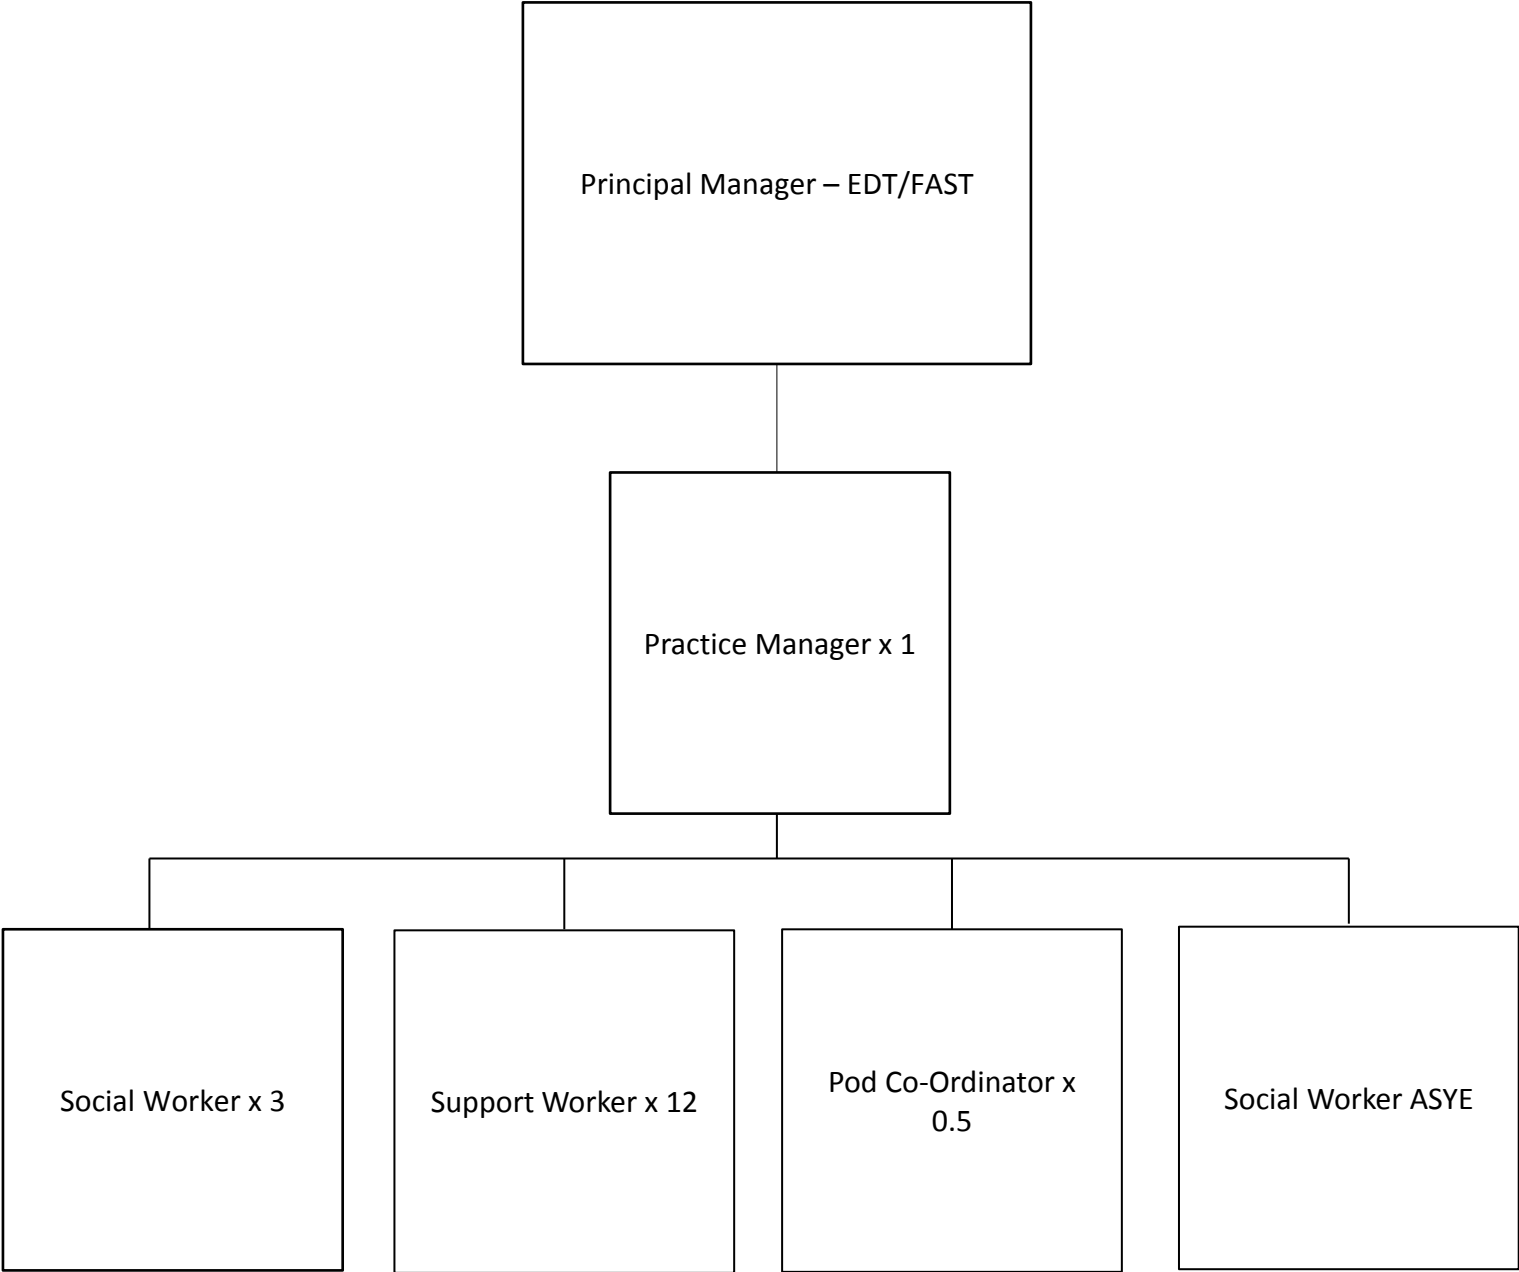 Principal Manager – EDT/FAST
Practice Manager x 1
Social Worker x 3
Support Worker x 12
Pod Co-Ordinator x
0.5
Social Worker ASYE